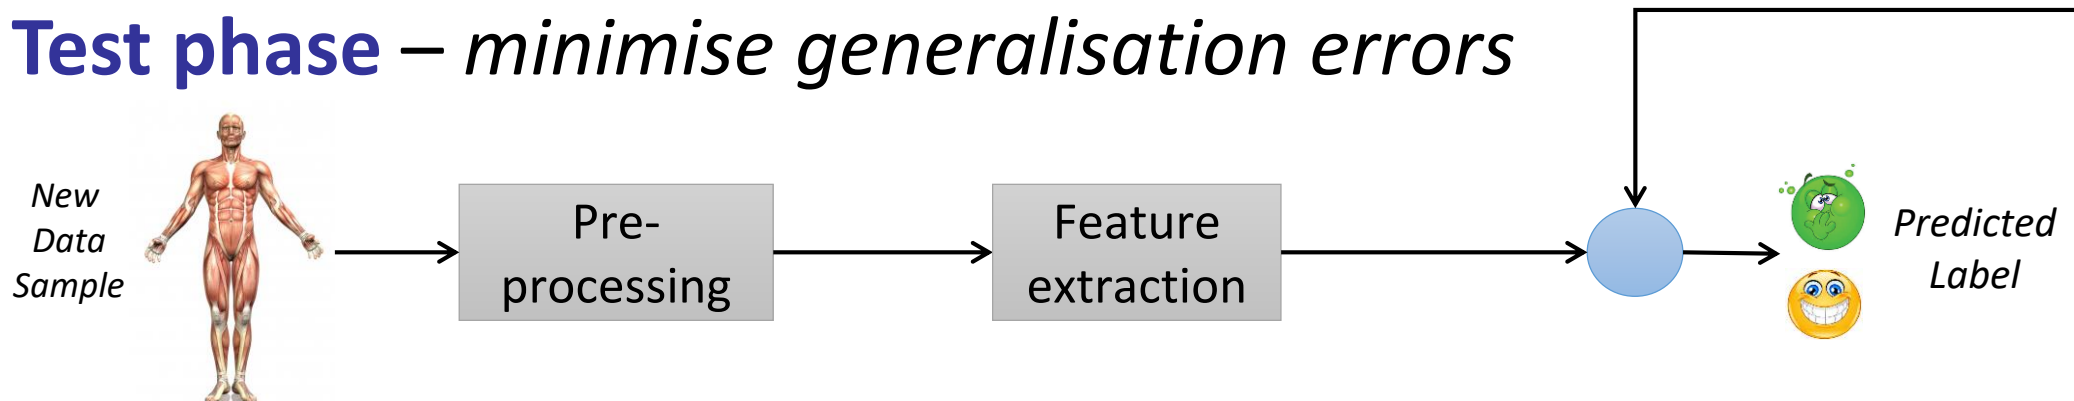 Test phase – minimise generalisation errors
New
Data
Sample
Pre-
processing
Feature
extraction
Predicted
Label